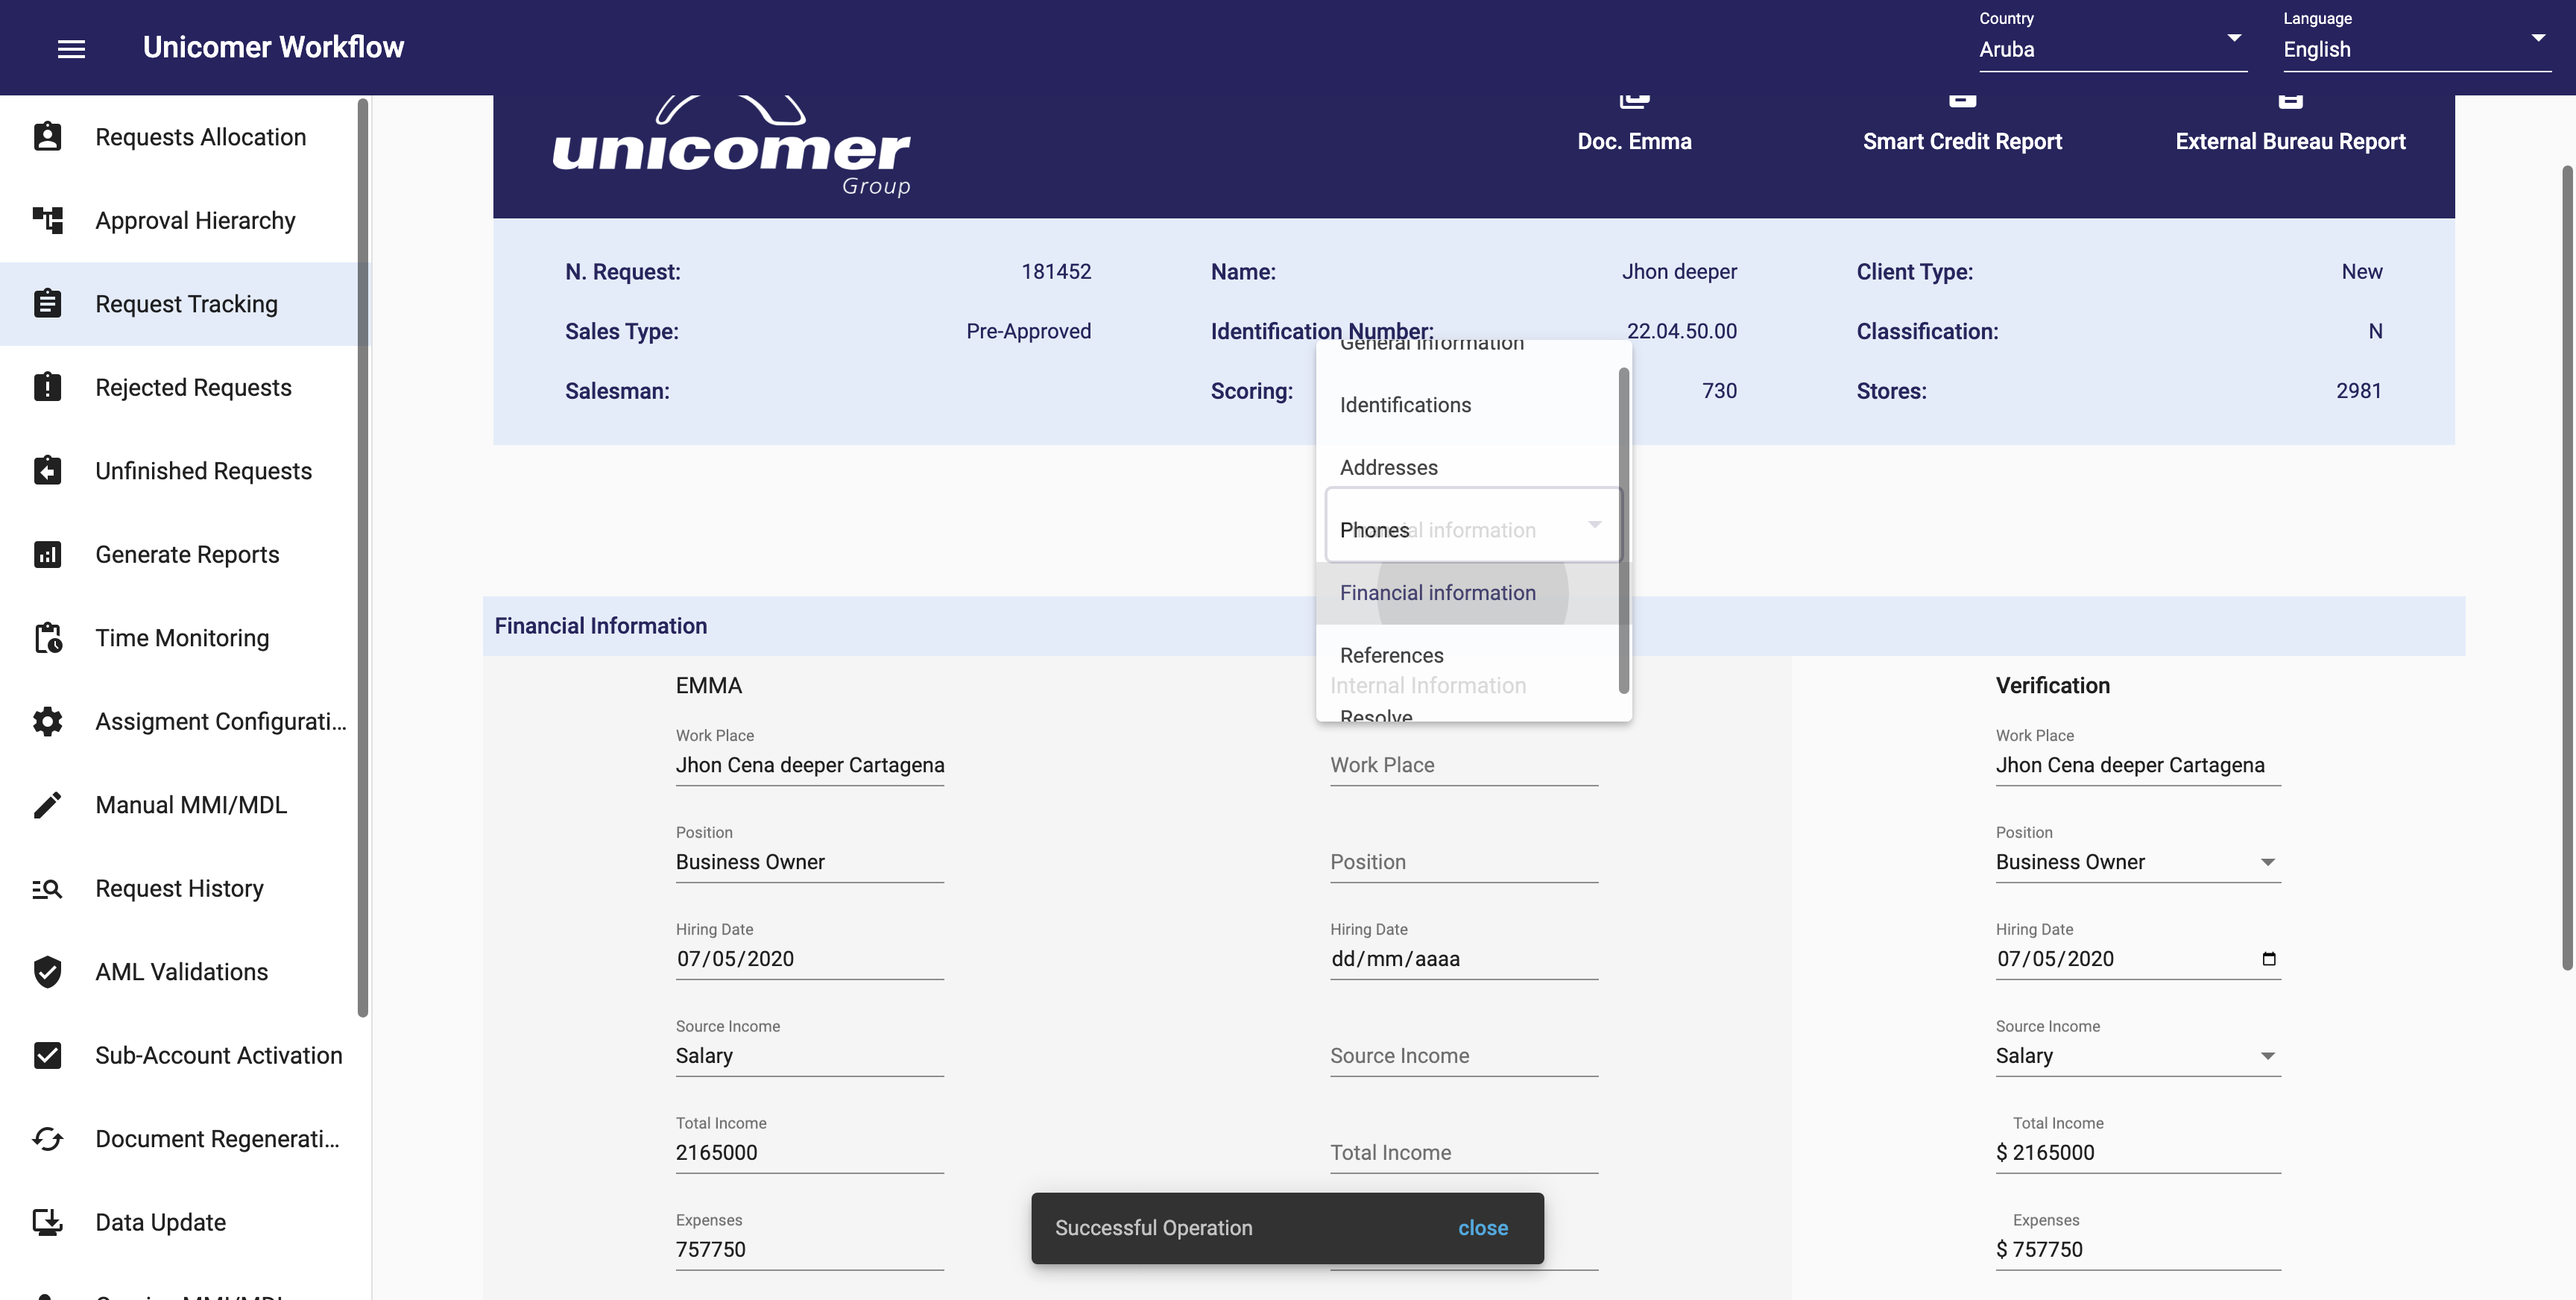 Unicomer Workflow
Country
Aruba
Language
English
Requests Allocation
Approval Hierarchy
Request Tracking
Rejected Requests
Unfinished Requests
Generate Reports
Time Monitoring
Assigment Configurati...
Manual MMI/MDL
Request History
AML Validations
Sub-Account Activation
Document Regenerati...
Data Update
unicomer
Group
Doc. Emma
Smart Credit Report
External Bureau Report
N. Request: 181452
Name: Jhon deeper
Client Type: New
Sales Type: Pre-Approved
Identification Number: 22.04.50.00
Classification: N
Salesman:
Scoring: 730
Stores: 2981
General information
Identifications
Addresses
Phones
Financial information
Financial information
References
Resolve
Financial Information
EMMA
Work Place
Jhon Cena deeper Cartagena
Position
Business Owner
Hiring Date
07/05/2020
Source Income
Salary
Total Income
2165000
Expenses
757750
Internal Information
Work Place
Position
Hiring Date
dd/mm/aaaa
Source Income
Total Income
Verification
Work Place
Jhon Cena deeper Cartagena
Position
Business Owner
Hiring Date
07/05/2020
Source Income
Salary
Total Income
$ 2165000
Expenses
$ 757750
Successful Operation
close